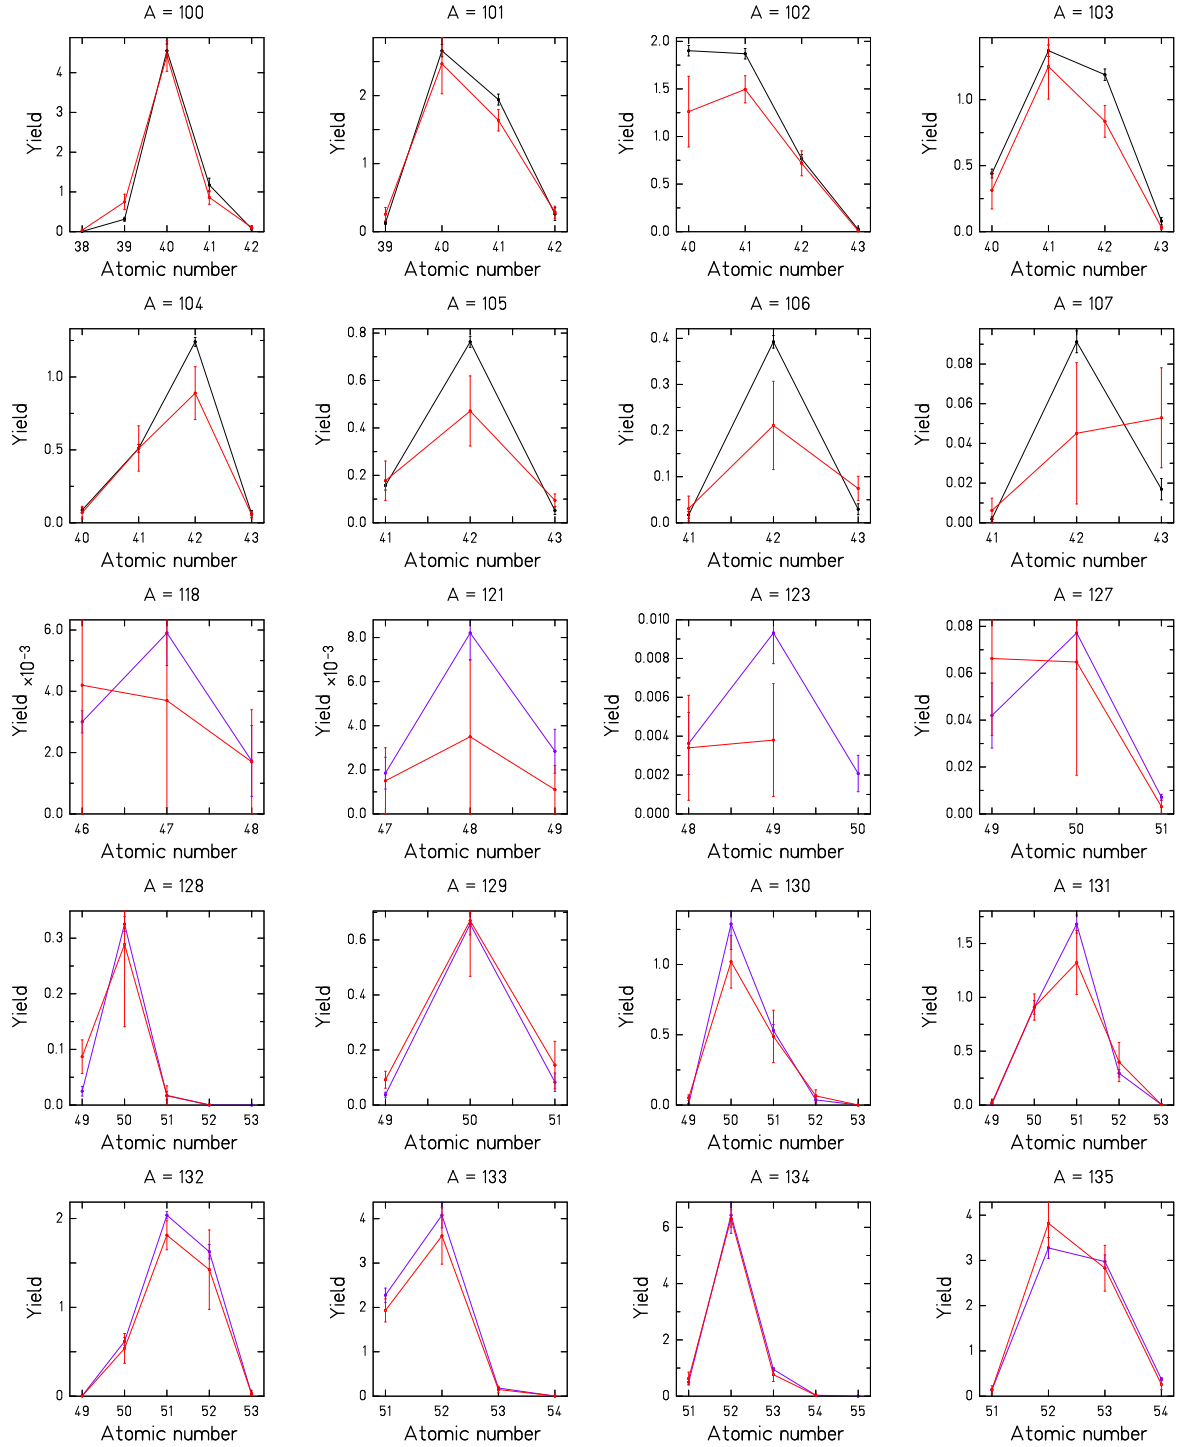 A = 100
Yield
4
3
2
1
0
38 39 40 41 42
Atomic number
A = 101
Yield
2
1
0
39 40 41 42
Atomic number
A = 102
Yield
2.0
1.5
1.0
0.5
0.0
40 41 42 43
Atomic number
A = 103
Yield
1.0
0.5
0.0
40 41 42 43
Atomic number
A = 104
Yield
1.0
0.5
0.0
40 41 42 43
Atomic number
A = 105
Yield
0.8
0.6
0.4
0.2
0.0
41 42 43
Atomic number
A = 106
Yield
0.4
0.3
0.2
0.1
0.0
41 42 43
Atomic number
A = 107
Yield
0.08
0.06
0.04
0.02
0.00
41 42 43
Atomic number
A = 118
Yield ×10⁻³
6.0
4.0
2.0
0.0
46 47 48
Atomic number
A = 121
Yield ×10⁻³
8.0
6.0
4.0
2.0
0.0
47 48 49
Atomic number
A = 123
Yield
0.010
0.008
0.006
0.004
0.002
0.000
48 49 50
Atomic number
A = 127
Yield
0.08
0.06
0.04
0.02
0.00
49 50 51
Atomic number
A = 128
Yield
0.3
0.2
0.1
0.0
49 50 51 52 53
Atomic number
A = 129
Yield
0.6
0.4
0.2
0.0
49 50 51
Atomic number
A = 130
Yield
1.0
0.5
0.0
49 50 51 52 53
Atomic number
A = 131
Yield
1.5
1.0
0.5
0.0
49 50 51 52 53
Atomic number
A = 132
Yield
2
1
0
49 50 51 52 53
Atomic number
A = 133
Yield
4
3
2
1
0
51 52 53 54
Atomic number
A = 134
Yield
6
4
2
0
51 52 53 54 55
Atomic number
A = 135
Yield
4
3
2
1
0
51 52 53 54
Atomic number